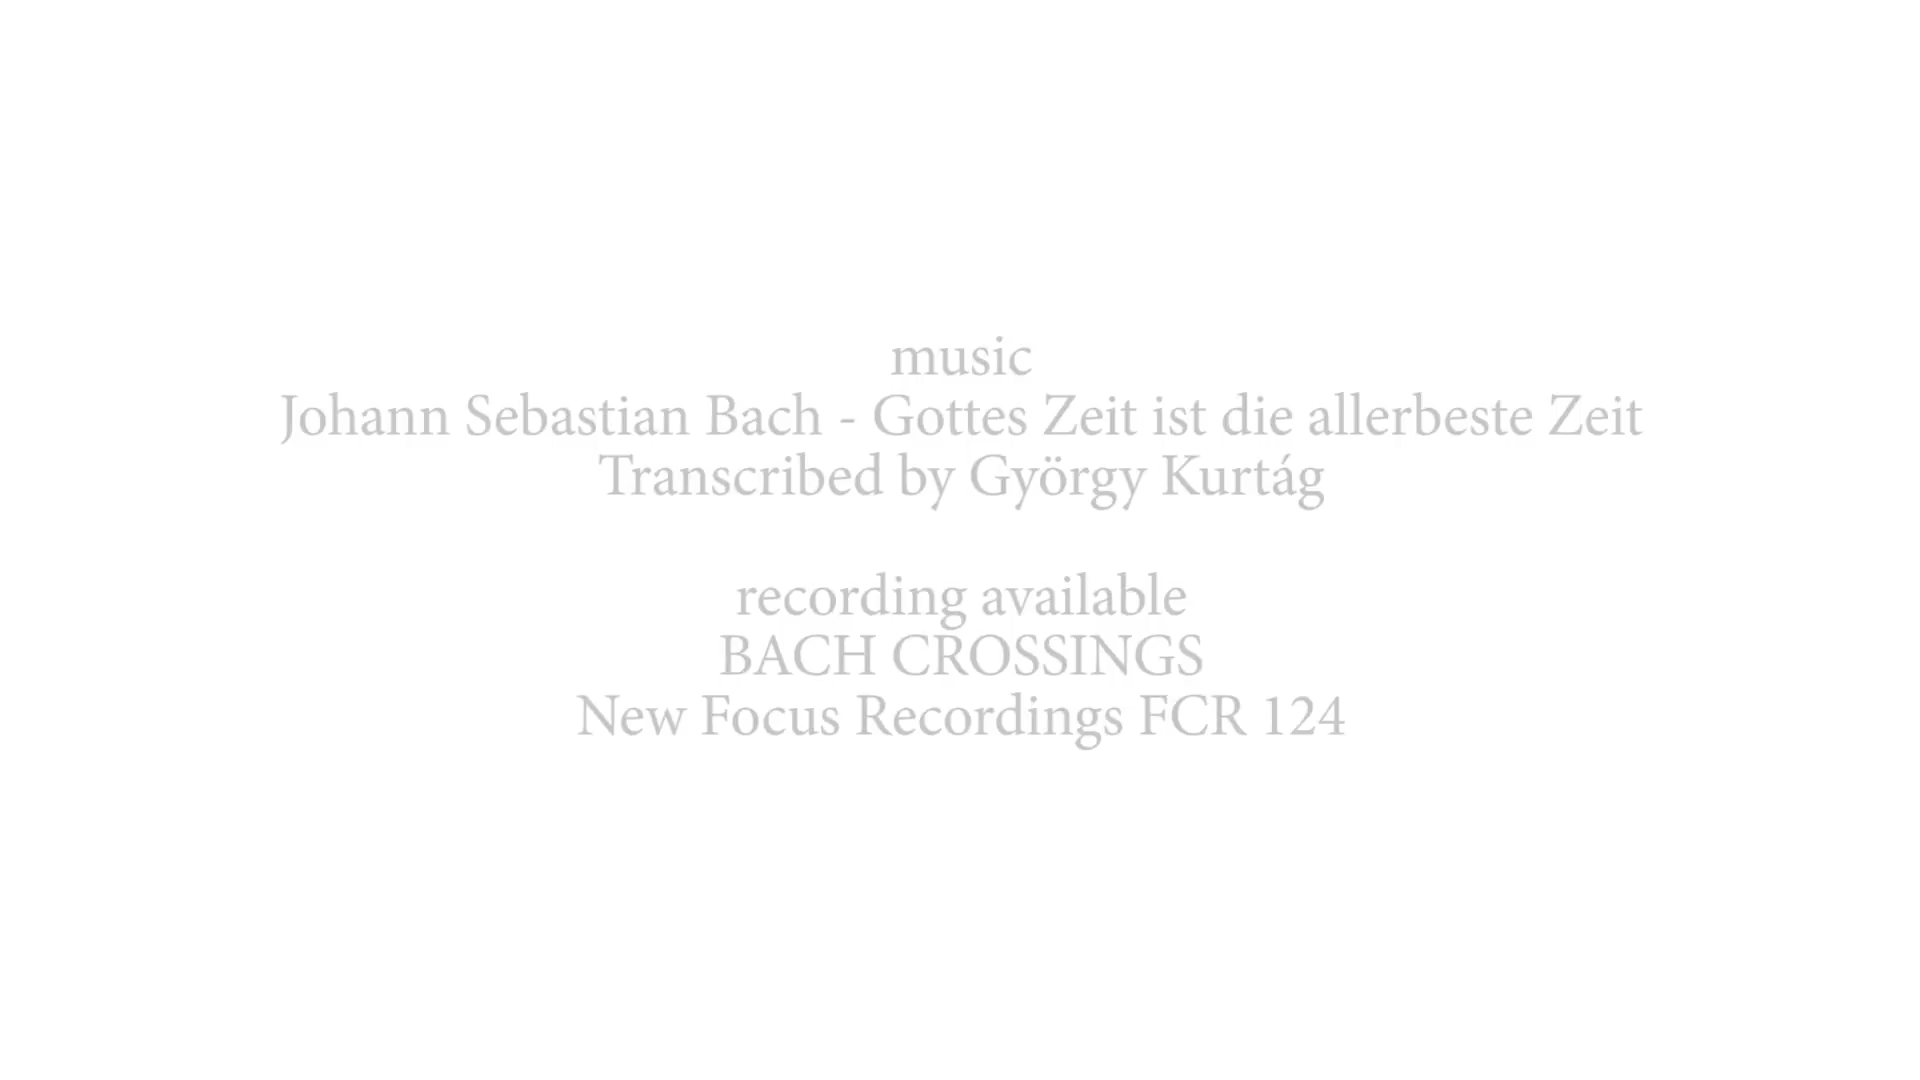 music
Johann Sebastian Bach - Gottes Zeit ist die allerbeste Zeit
Transcribed by György Kurtág
recording available
BACH CROSSINGS
New Focus Recordings FCR 124